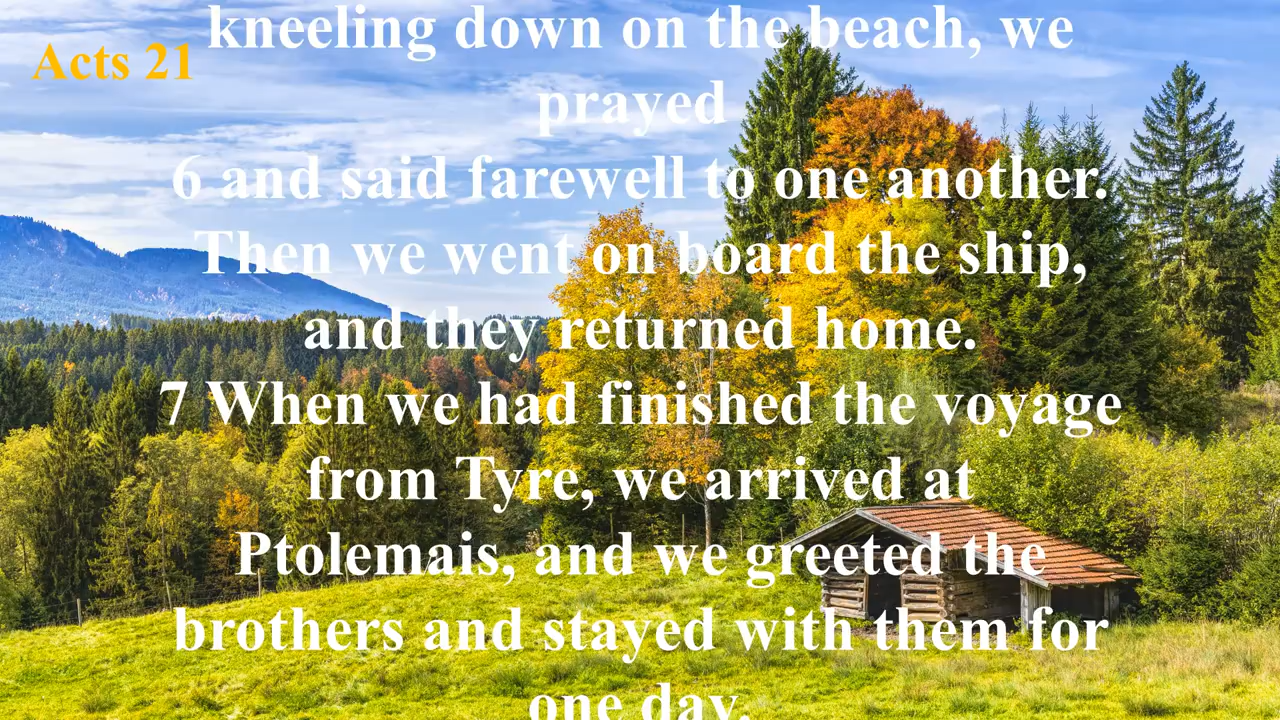 kneeling down on the beach, we
Acts 21
prayed
6 and said farewell to one another.
Then we went on board the ship,
and they returned home.
7 When we had finished the voyage
from Tyre, we arrived at
Ptolemais, and we greeted the
brothers and stayed with them for
one day.